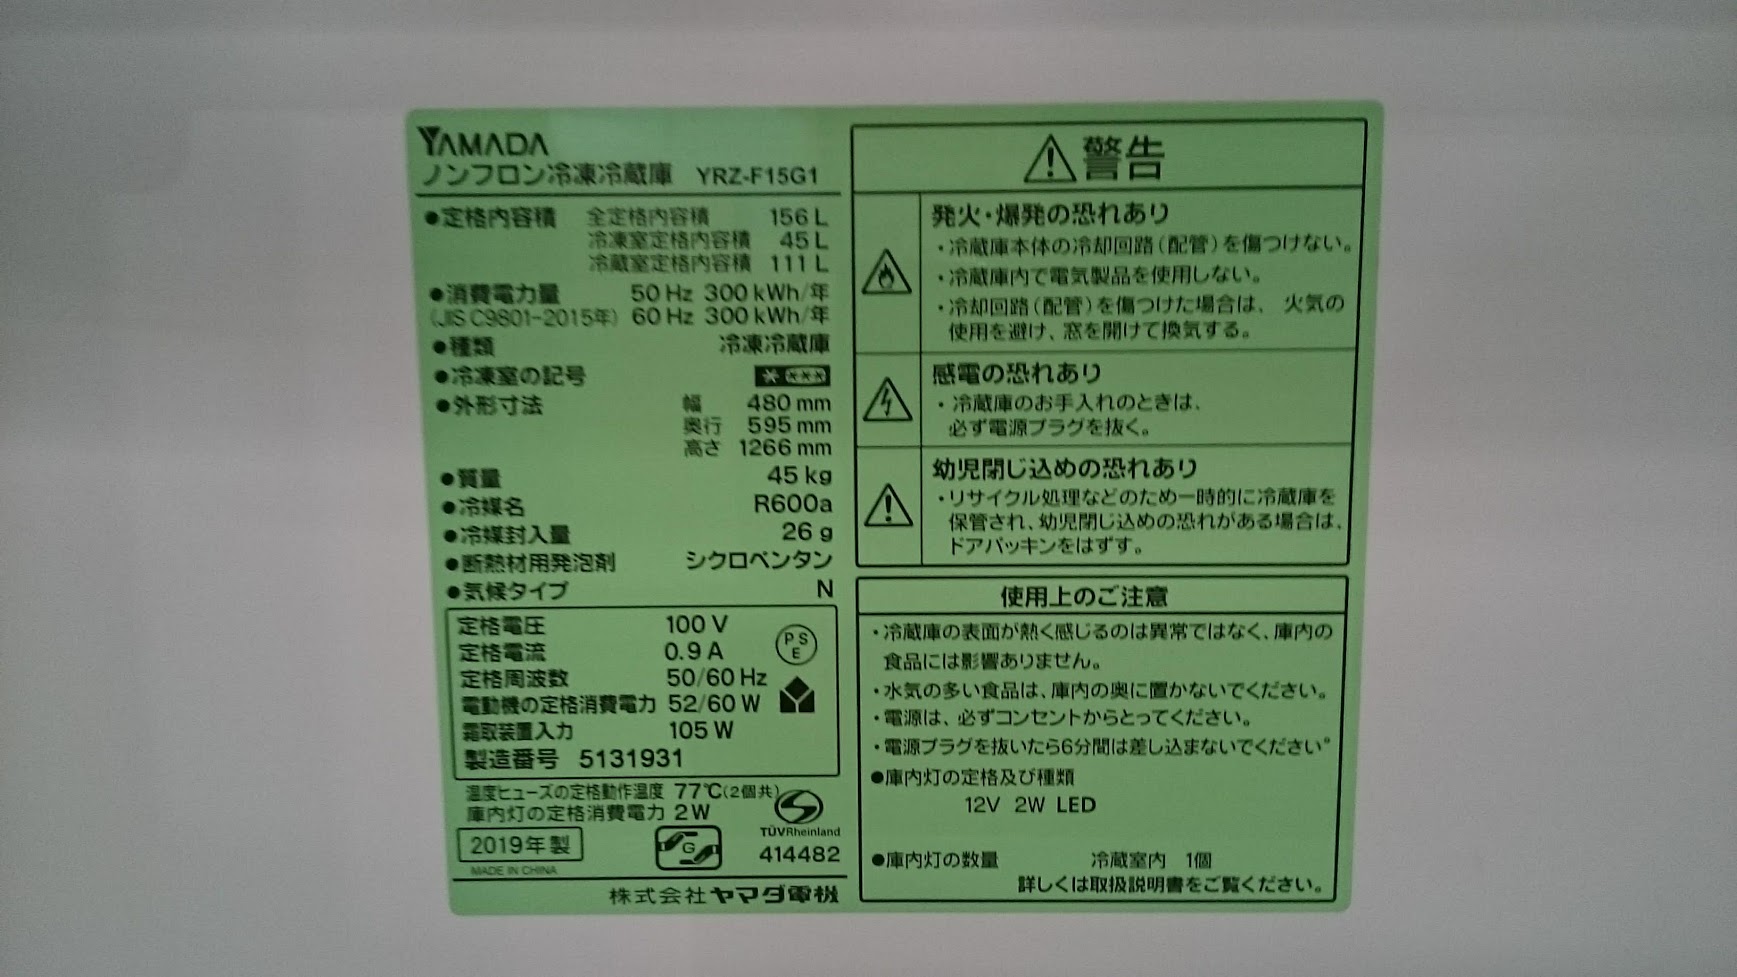 YAMADA
ノンフロン冷凍冷蔵庫 YRZ-F15G1
●定格内容積 全定格内容積 156 L
冷凍室定格内容積 45 L
冷蔵室定格内容積 111 L
●消費電力量 50 Hz 300 kWh/年
(JIS C9801-2015年) 60 Hz 300 kWh/年
●種類 冷凍冷蔵庫
●冷凍室の記号 * ***
●外形寸法 幅 480 mm
奥行 595 mm
高さ 1266 mm
●質量 45 kg
●冷媒名 R600a
●冷媒封入量 26 g
●断熱材用発泡剤 シクロペンタン
●気候タイプ N
定格電圧 100 V
定格電流 0.9 A
定格周波数 50/60 Hz
電動機の定格消費電力 52/60 W
霜取装置入力 105 W
製造番号 5131931
PSE
温度ヒューズの定格動作温度 77℃(2個共)
庫内灯の定格消費電力 2W
2019年製
MADE IN CHINA
G
TÜVRheinland
414482
株式会社ヤマダ電機
警告
発火・爆発の恐れあり
・冷蔵庫本体の冷却回路(配管)を傷つけない。
・冷蔵庫内で電気製品を使用しない。
・冷却回路(配管)を傷つけた場合は、 火気の
使用を避け、窓を開けて換気する。
感電の恐れあり
・冷蔵庫のお手入れのときは、
必ず電源プラグを抜く。
幼児閉じ込めの恐れあり
・リサイクル処理などのため一時的に冷蔵庫を
保管され、幼児閉じ込めの恐れがある場合は、
ドアパッキンをはずす。
使用上のご注意
・冷蔵庫の表面が熱く感じるのは異常ではなく、庫内の
食品には影響ありません。
・水気の多い食品は、庫内の奥に置かないでください。
・電源は、必ずコンセントからとってください。
・電源プラグを抜いたら6分間は差し込まないでください。
●庫内灯の定格及び種類
12V 2W LED
●庫内灯の数量 冷蔵室内 1個
詳しくは取扱説明書をご覧ください。